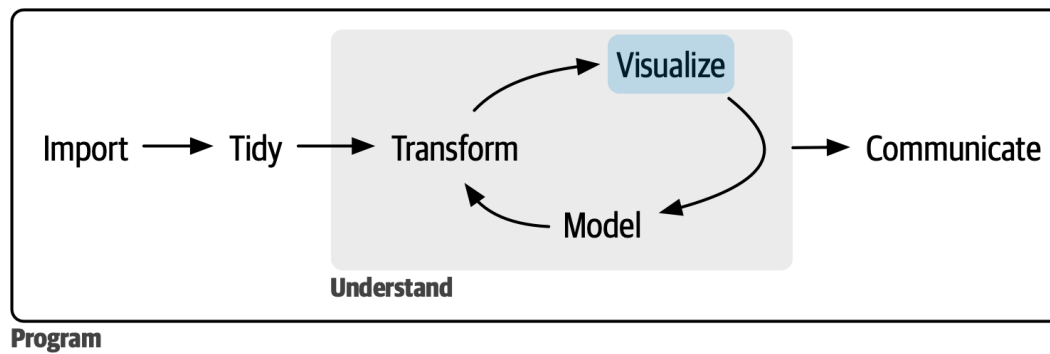 Visualize
Import
Tidy
Transform
Communicate
Model
Understand
Program